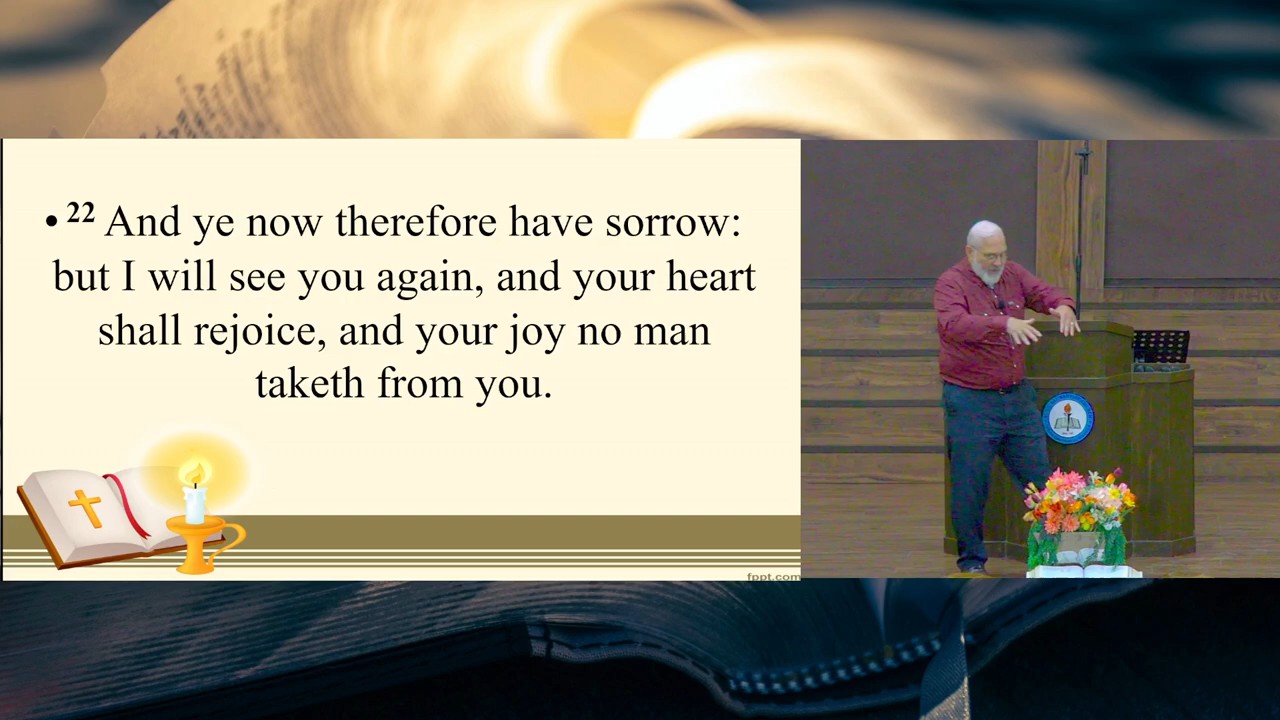 • 22 And ye now therefore have sorrow:
but I will see you again, and your heart
shall rejoice, and your joy no man
taketh from you.
fppt.com